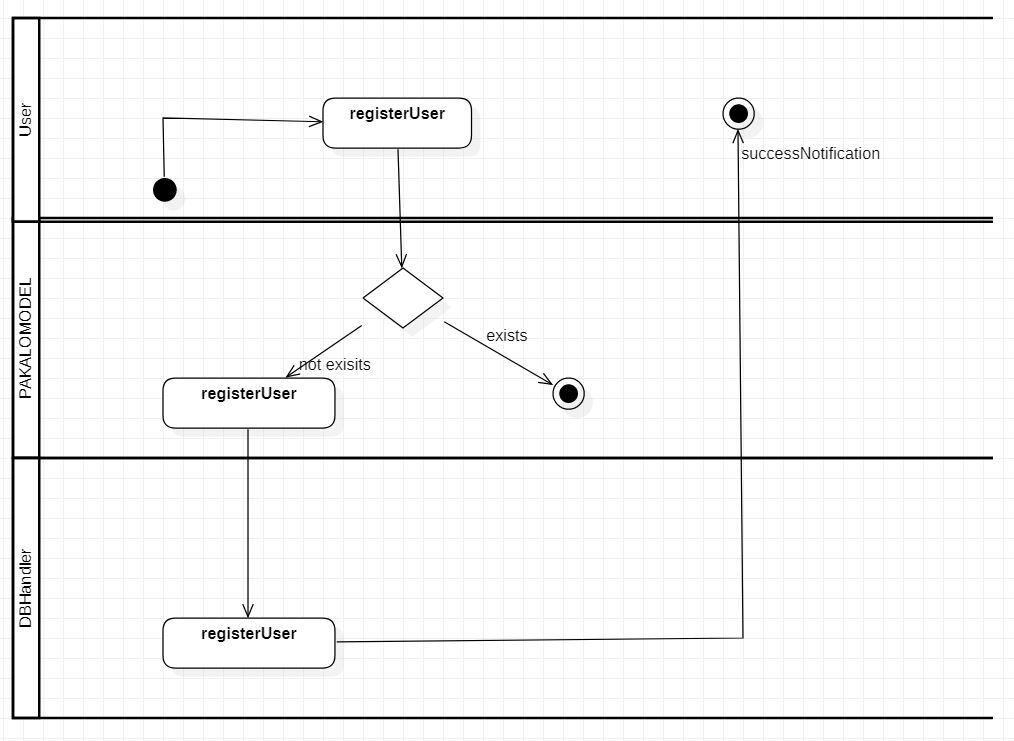 User
registerUser
successNotification
PAKALOMODEL
exists
not exisits
registerUser
DBHandler
registerUser